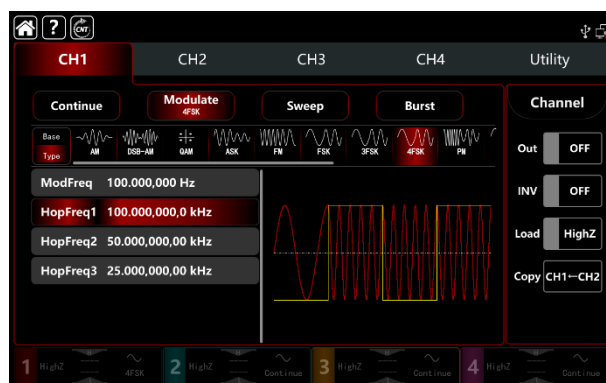 ? CNT
CH1 CH2 CH3 CH4 Utility
Continue Modulate Sweep Burst Channel
4FSK
Base
Type
AM DSB-AM QAM ASK FM FSK 3FSK 4FSK PM
Out OFF
ModFreq 100.000,000 Hz
INV OFF
HopFreq1 100.000,000,0 kHz
Load HighZ
HopFreq2 50.000,000,00 kHz
HopFreq3 25.000,000,00 kHz
Copy CH1←CH2
1 HighZ 4FSK 2 HighZ Continue 3 HighZ Continue 4 HighZ Continue